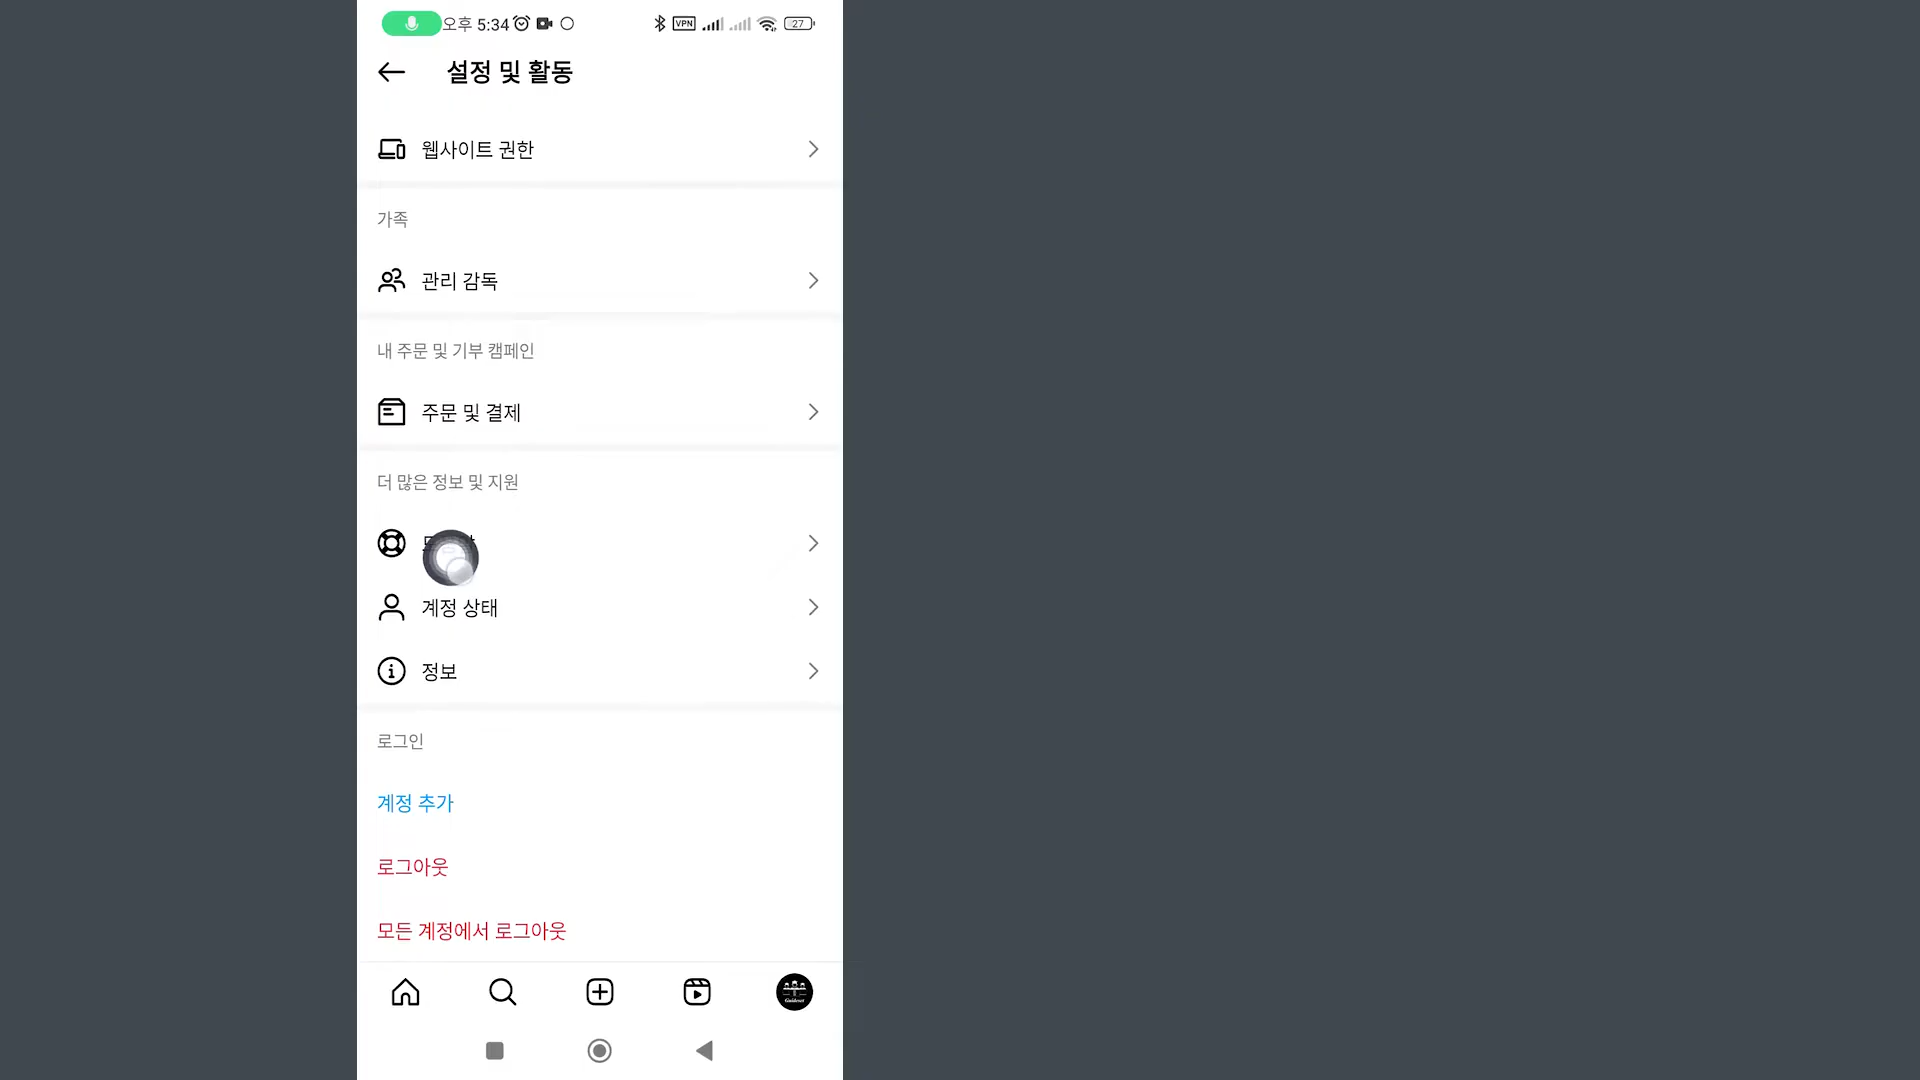 오후 5:34 VPN 27
설정 및 활동
웹사이트 권한
가족
관리 감독
내 주문 및 기부 캠페인
주문 및 결제
더 많은 정보 및 지원
계정 상태
정보
로그인
계정 추가
로그아웃
모든 계정에서 로그아웃